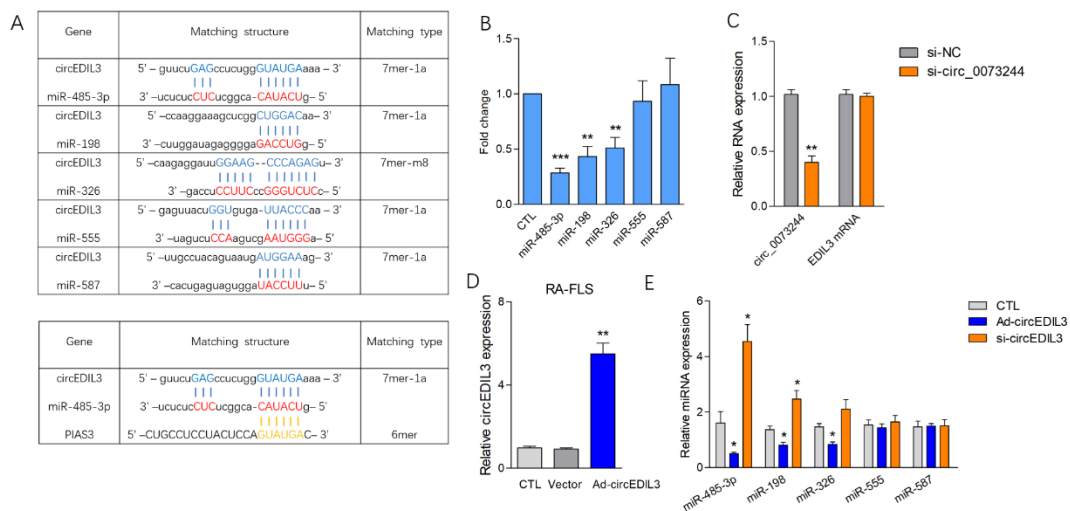 A
Gene Matching structure Matching type
circEDIL3 5' – guucuGAGccucuggGUAUGAaaa – 3' 7mer-1a
miR-485-3p 3' –ucucucCUCucggca-CAUACUg– 5'
circEDIL3 5' –ccaaggaaagcucggCUGGACaa– 3' 7mer-1a
miR-198 3' –cuuggauagaggggaGACCUG– 5'
circEDIL3 5' –caagaggauuGGAAG--CCCAGAGu– 3' 7mer-m8
miR-326 3' –gaccuCCUUCccGGGUCUCc– 5'
circEDIL3 5' –gaguuacuGGUguga-UUACCCaa– 3' 7mer-1a
miR-555 3' –uagucuCCAagucgAAUGGGa– 5'
circEDIL3 5' –uugccuacaguaaugAUGGAAag– 3' 7mer-1a
miR-587 3' –cacugaguaguggaUACCUUu– 5'
Gene Matching structure Matching type
circEDIL3 5' – guucuGAGccucuggGUAUGAaaa – 3' 7mer-1a
miR-485-3p 3' –ucucucCUCucggca-CAUACUg– 5'
PIAS3 5' –CUGCCUCCUACUCCAGUAUGAC– 3' 6mer
B
Fold change
1.5
1.0
0.5
0.0
*** ** **
CTL miR-485-3p miR-198 miR-326 miR-555 miR-587
C
si-NC
si-circ_0073244
Relative RNA expression
1.5
1.0
0.5
0.0
**
circ_0073244 EDIL3 mRNA
D
RA-FLS
Relative circEDIL3 expression
8
6
4
2
0
**
CTL Vector Ad-circEDIL3
E
CTL
Ad-circEDIL3
si-circEDIL3
Relative miRNA expression
6
4
2
0
* * * * *
miR-485-3p miR-198 miR-326 miR-555 miR-587